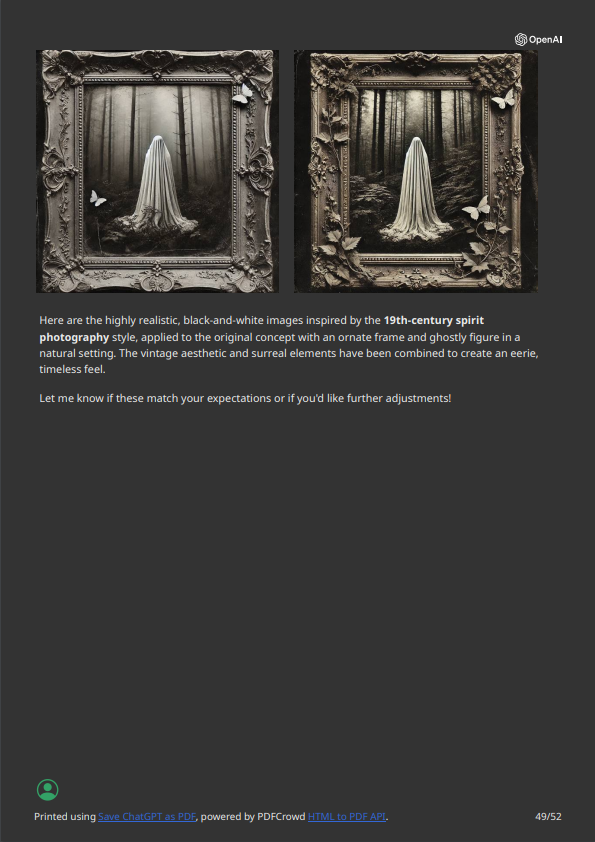 OpenAI
Here are the highly realistic, black-and-white images inspired by the 19th-century spirit
photography style, applied to the original concept with an ornate frame and ghostly figure in a
natural setting. The vintage aesthetic and surreal elements have been combined to create an eerie,
timeless feel.
Let me know if these match your expectations or if you'd like further adjustments!
Printed using Save ChatGPT as PDF, powered by PDFCrowd HTML to PDF API. 49/52